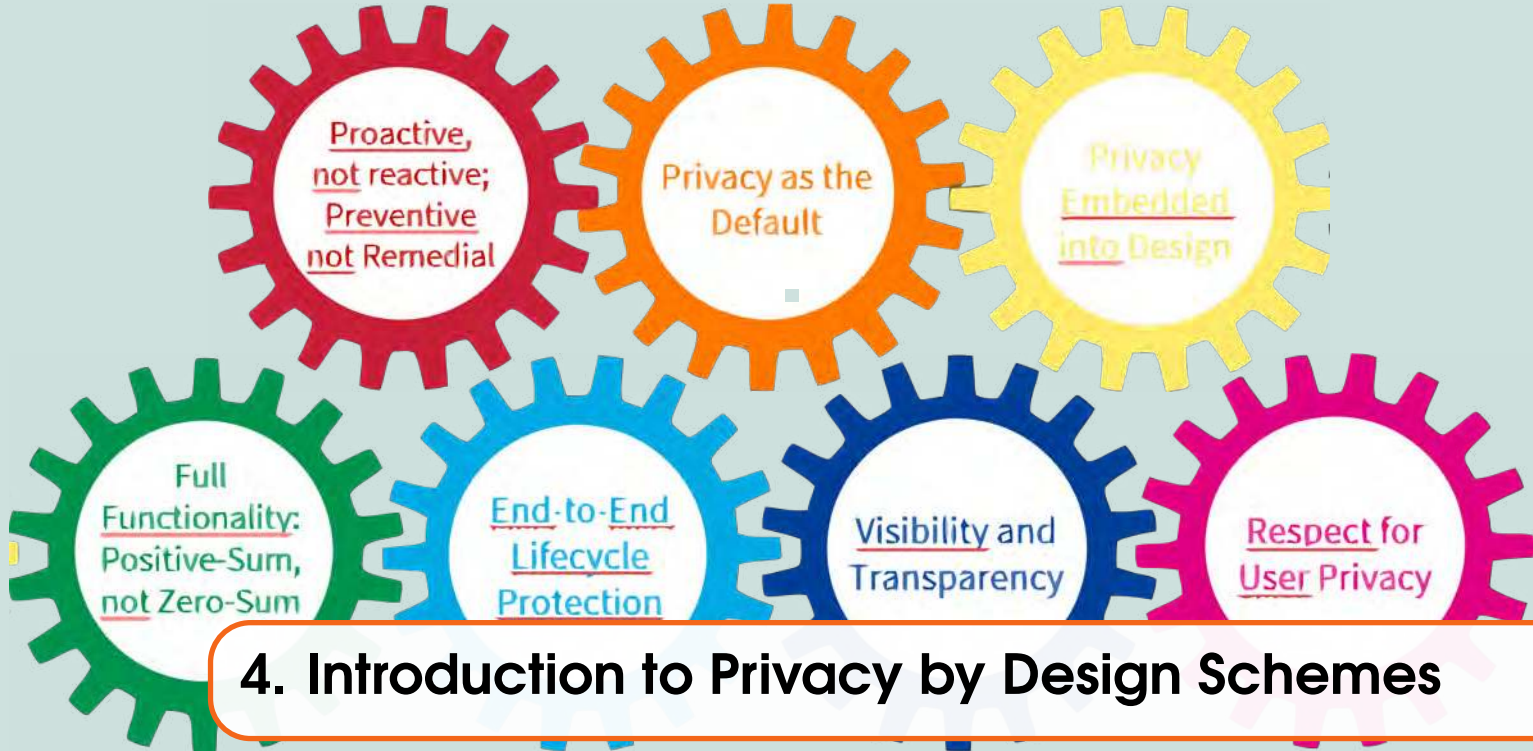 Proactive,
not reactive;
Preventive
not Remedial
Privacy as the
Default
Privacy
Embedded
into Design
Full
Functionality:
Positive-Sum,
not Zero-Sum
End-to-End
Lifecycle
Protection
Visibility and
Transparency
Respect for
User Privacy
4. Introduction to Privacy by Design Schemes